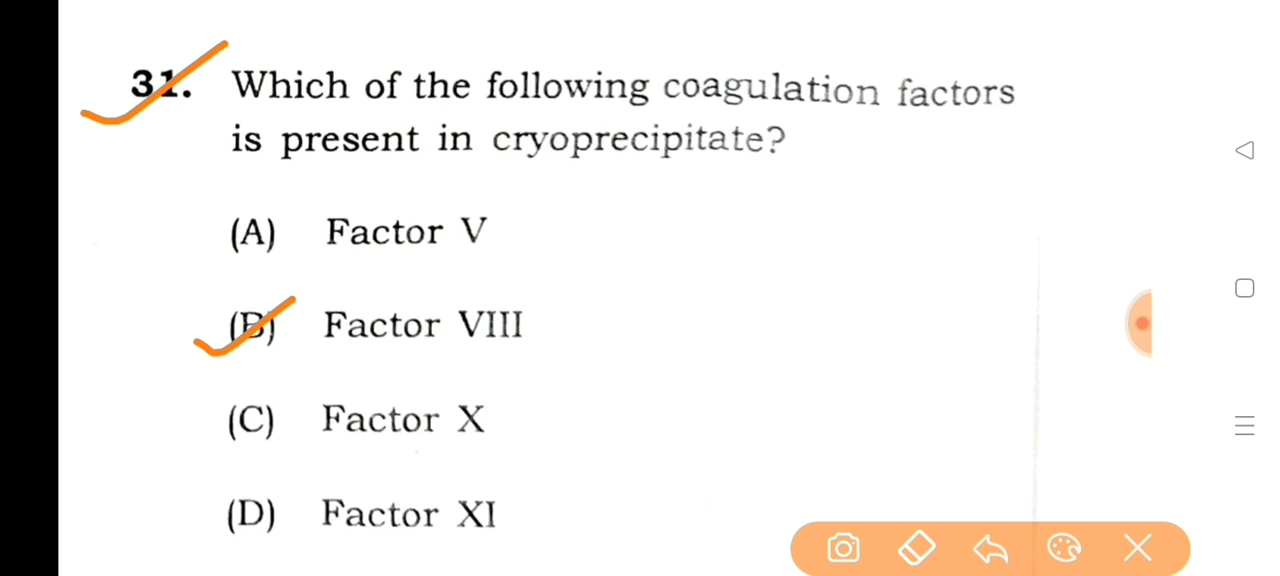 31. Which of the following coagulation factors
is present in cryoprecipitate?
(A) Factor V
(B) Factor VIII
(C) Factor X
(D) Factor XI